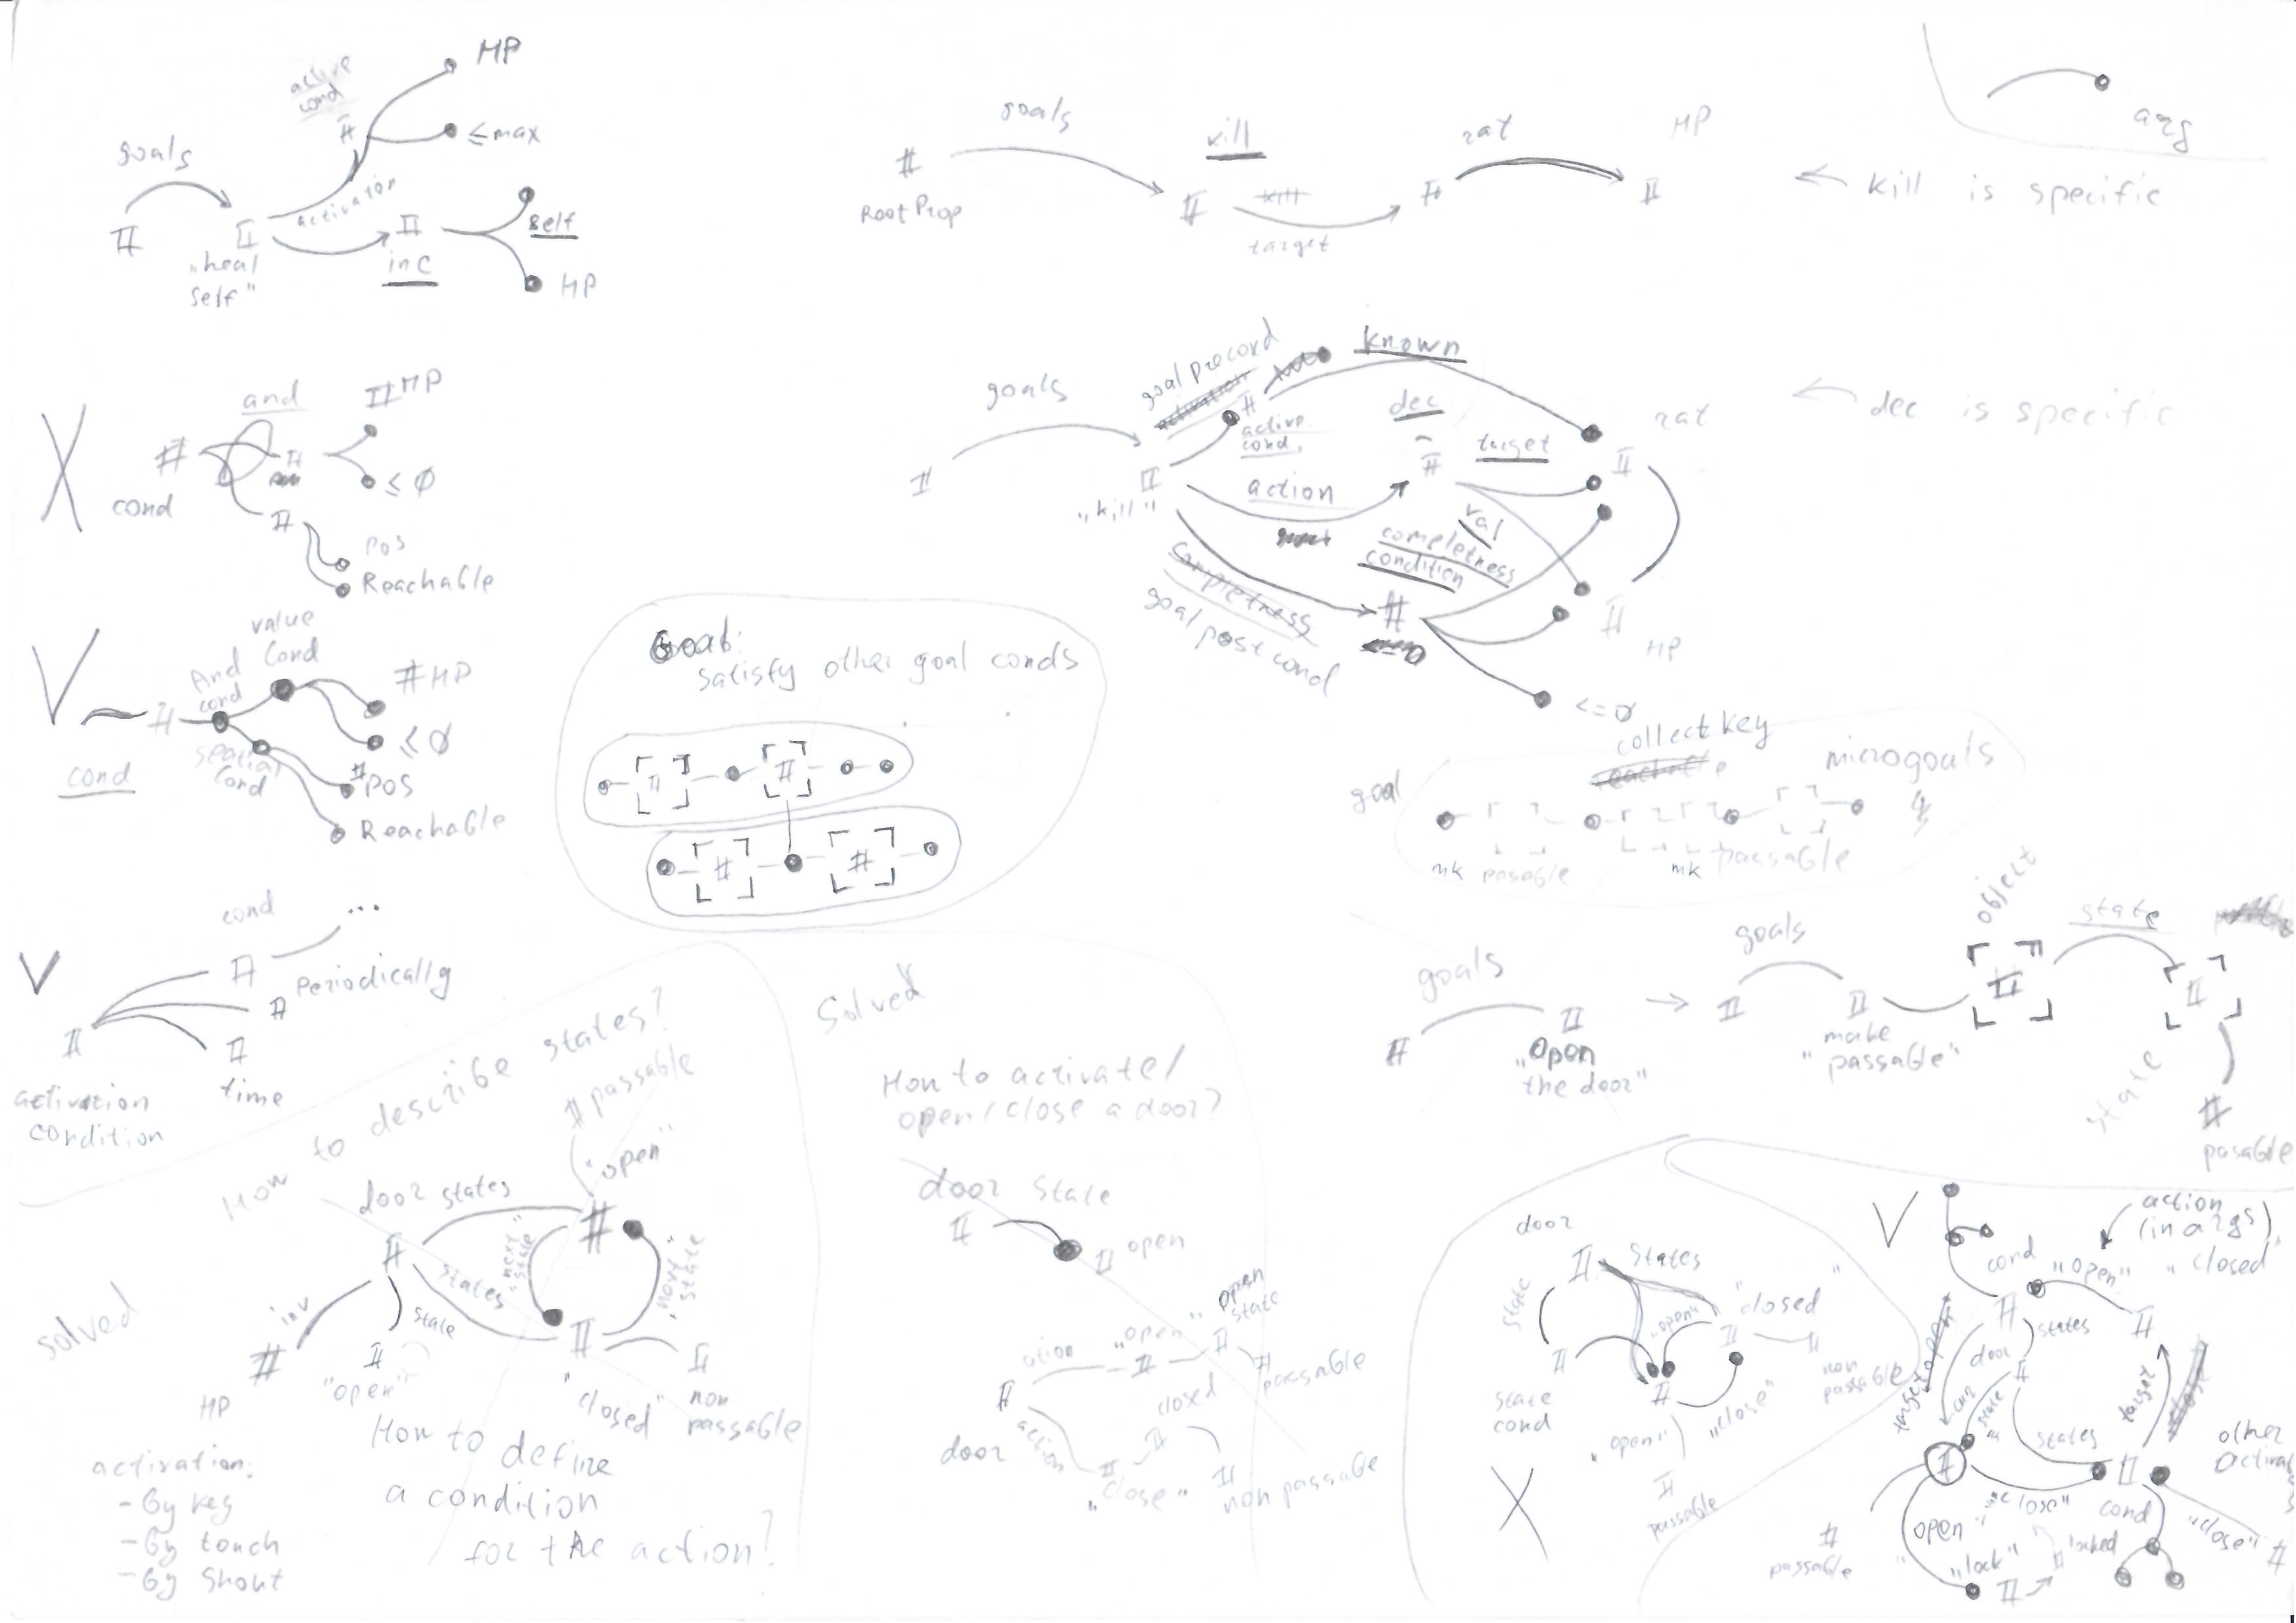 active
cond
HP
≤max
goals
#
#
#
activation
"heal
self"
#
inc
self
HP
goals
#
Root Prop
kill
#
target
rat
#
HP
#
← kill is specific
arg
and
# HP
#
#
cond
≤ Ø
#
pos
Reachable
goals
#
goal precond
known
#
active
cond.
dec
#
target
rat
#
← dec is specific
#
"kill"
action
val
completness
condition
#
goal post cond
#
HP
<=Ø
value
cond
And
cond
# HP
#
≤ Ø
spatial
cond
# pos
Reachable
cond
Goal:
satisfy other goal conds
#
#
#
#
collect key
microgoals
goal
mk passable
mk passable
cond
...
#
Periodically
#
#
#
time
activation
condition
goals
#
#
"Open
the door"
→
goals
#
#
make
"passable"
object
#
state
#
state
#
pasable
How to describe states?
# passable
"open"
door states
#
#
"next
state"
"next
state"
states
inv
#
state
#
"open"
#
"closed"
#
non
passable
solved
HP
activation:
- By key
- By touch
- By shout
How to define
a condition
for the action?
Solved
How to activate/
open/close a door?
door state
#
# open
action
"open"
#
"open
state"
#
#
passable
#
door
action
closed
#
#
"close"
#
non passable
door
#
states
state
"closed"
"open"
#
#
non
passable
#
state
cond
#
"close"
"open"
#
passable
action
(in args)
cond
"open"
"closed"
#
#
states
door
#
state
target
states
#
#
other
cond
"close"
"close"
#
open
#
passable
"lock"
#
locked
#